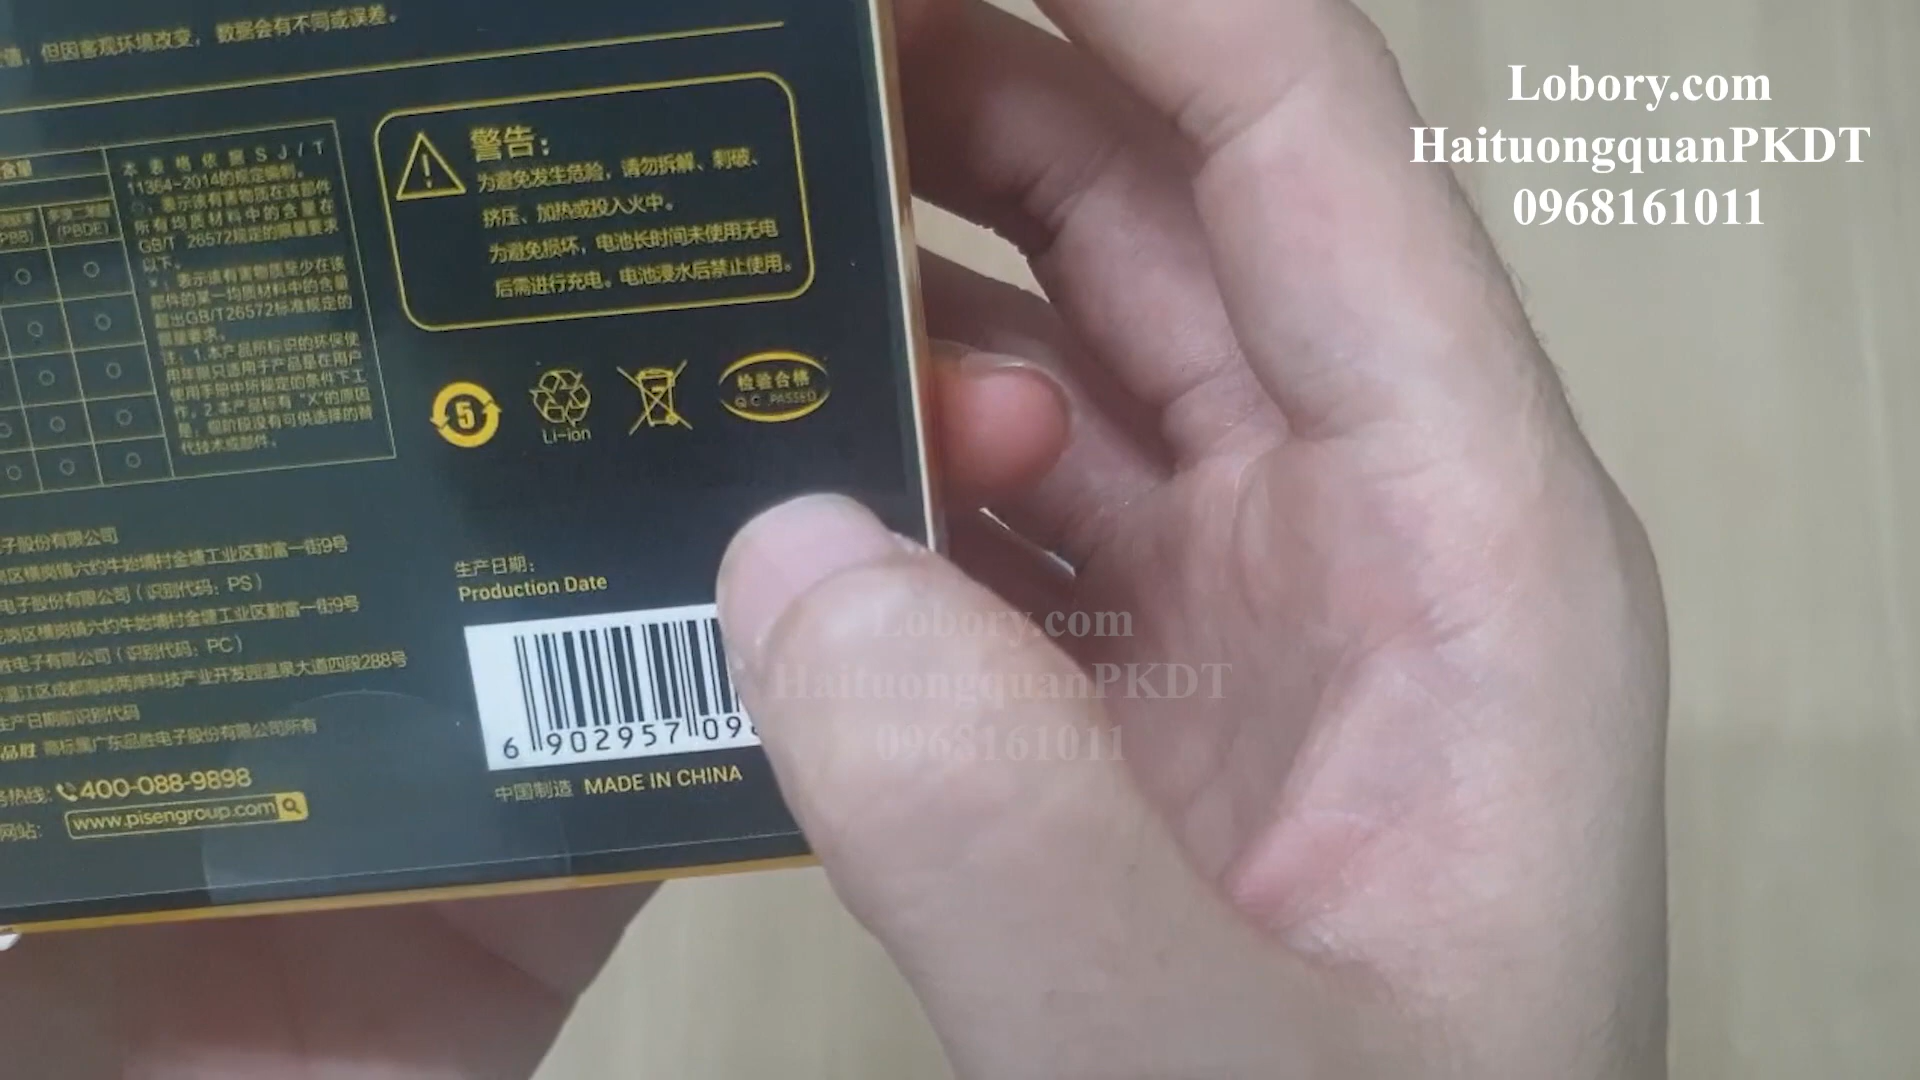 值，但因客观环境改变，数据会有不同或误差。
含量
(PBB)
(PBDE)
本表格依据SJ/T
11364-2014的规定编制。
○，表示该有害物质在该部件
所有均质材料中的含量在
GB/T 26572规定的限量要求
以下。
×，表示该有害物质至少在该
部件的某一均质材料中的含量
超出GB/T26572标准规定的
限量要求。
注：1.本产品所标识的环保使
用年限只适用于产品是在用户
使用手册中所规定的条件下工
作。2.本产品标有“X”的原因
是，现阶段没有可供选择的替
代技术或部件。
警告：
为避免发生危险，请勿拆解、刺破、
挤压、加热或投入火中。
为避免损坏，电池长时间未使用无电
后需进行充电。电池浸水后禁止使用。
5
Li-ion
检验合格
QC PASSED
子股份有限公司
岗区横岗镇六约牛始埔村金塘工业区勤富一街9号
电子股份有限公司（识别代码：PS）
岗区横岗镇六约牛始埔村金塘工业区勤富一街9号
胜电子有限公司（识别代码：PC）
温江区成都海峡两岸科技产业开发园温泉大道四段288号
生产日期前识别代码
品胜 商标属广东品胜电子股份有限公司所有
务热线：400-088-9898
网站： www.pisengroup.com
生产日期：
Production Date
6 902957 09
中国制造 MADE IN CHINA
Lobory.com
HaituongquanPKDT
0968161011
Lobory.com
HaituongquanPKDT
0968161011